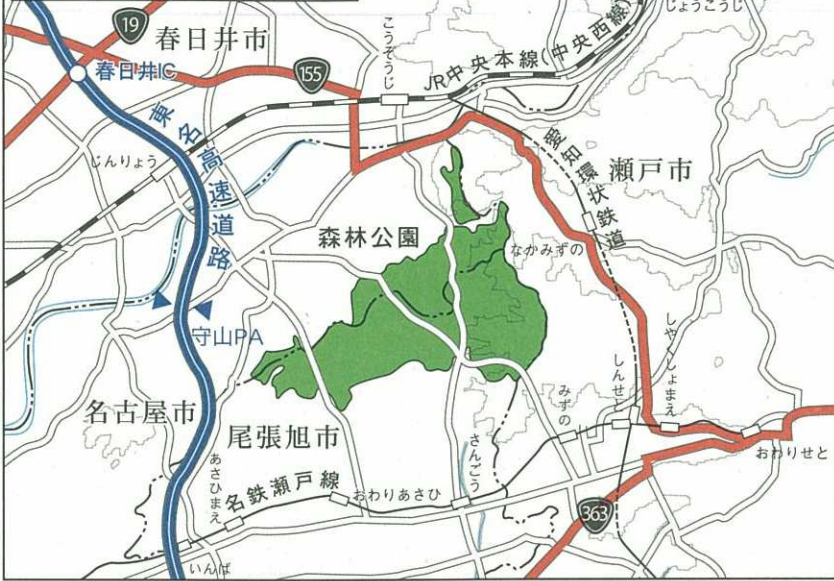 じょうこうじ
19
春日井市
こうぞうじ
JR中央本線(中央西線)
春日井IC
155
東名高速道路
じんりょう
愛知環状鉄道
瀬戸市
森林公園
なかみずの
守山PA
しやくしょまえ
しんせと
みずの
名古屋市
尾張旭市
さんごう
おわりせと
あさひまえ
名鉄瀬戸線
おわりあさひ
363
いんば